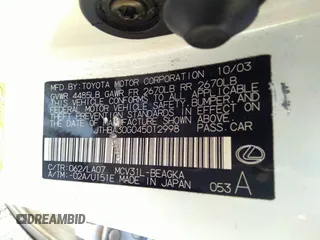 MFD.BY:TOYOTA MOTOR CORPORATION 10/03
GVWR 4485LB GAWR FR 2670LB RR 2670LB
THIS VEHICLE CONFORMS TO ALL APPLICABLE
FEDERAL MOTOR VEHICLE SAFETY, BUMPER AND
THEFT PREVENTION STANDARDS IN EFFECT ON
THE DATE OF MANUFACTURE SHOWN ABOVE.
JTHBA30G045012998 PASS. CAR
C/TR: 062/LA07 MCV31L-BEAGKA
A/TM: -02A/U151E MADE IN JAPAN
053 A
DREAMBID